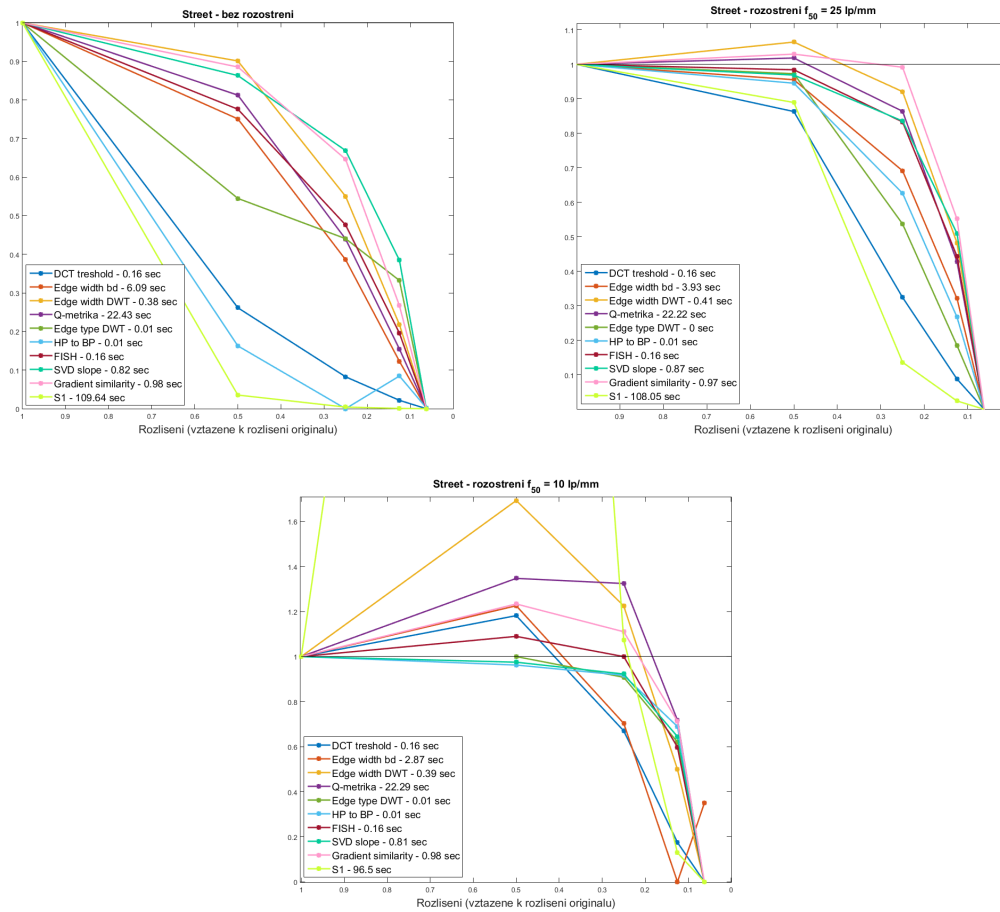 Street - bez rozostreni
1
0.9
0.8
0.7
0.6
0.5
0.4
0.3
0.2
0.1
0
DCT treshold - 0.16 sec
Edge width bd - 6.09 sec
Edge width DWT - 0.38 sec
Q-metrika - 22.43 sec
Edge type DWT - 0.01 sec
HP to BP - 0.01 sec
FISH - 0.16 sec
SVD slope - 0.82 sec
Gradient similarity - 0.98 sec
S1 - 109.64 sec
1 0.9 0.8 0.7 0.6 0.5 0.4 0.3 0.2 0.1 0
Rozliseni (vztazene k rozliseni originalu)
Street - rozostreni f50 = 25 lp/mm
1.1
1
0.9
0.8
0.7
0.6
0.5
0.4
0.3
0.2
0.1
DCT treshold - 0.16 sec
Edge width bd - 3.93 sec
Edge width DWT - 0.41 sec
Q-metrika - 22.22 sec
Edge type DWT - 0 sec
HP to BP - 0.01 sec
FISH - 0.16 sec
SVD slope - 0.87 sec
Gradient similarity - 0.97 sec
S1 - 108.05 sec
0.9 0.8 0.7 0.6 0.5 0.4 0.3 0.2 0.1
Rozliseni (vztazene k rozliseni originalu)
Street - rozostreni f50 = 10 lp/mm
1.6
1.4
1.2
1
0.8
0.6
0.4
0.2
0
DCT treshold - 0.16 sec
Edge width bd - 2.87 sec
Edge width DWT - 0.39 sec
Q-metrika - 22.29 sec
Edge type DWT - 0.01 sec
HP to BP - 0.01 sec
FISH - 0.16 sec
SVD slope - 0.81 sec
Gradient similarity - 0.98 sec
S1 - 96.5 sec
1 0.9 0.8 0.7 0.6 0.5 0.4 0.3 0.2 0.1 0
Rozliseni (vztazene k rozliseni originalu)